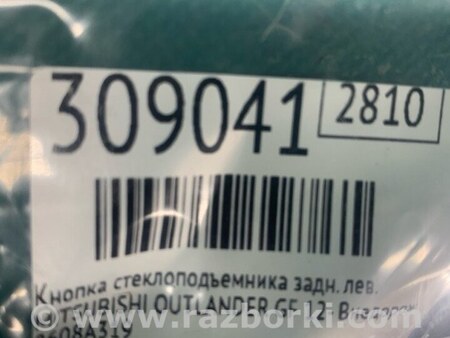 309041
2810
Кнопка стеклоподъемника задн. лев.
MITSUBISHI OUTLANDER GF 12-
www.razborki.com